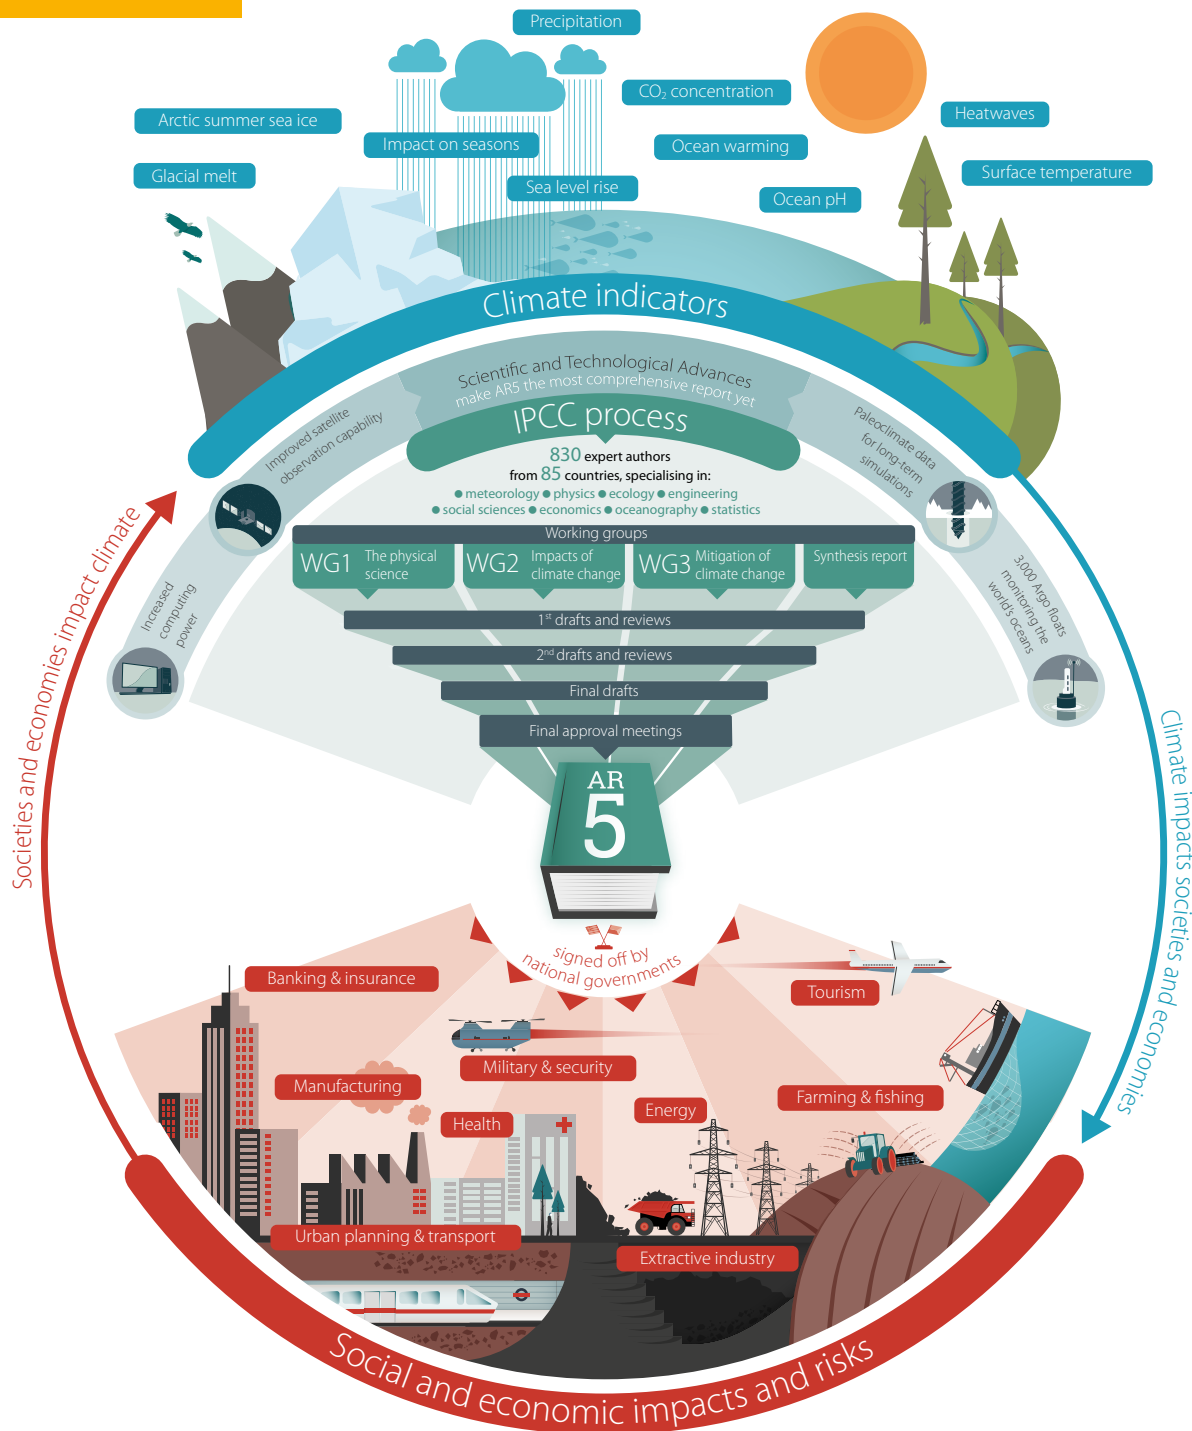 Precipitation
CO₂ concentration
Heatwaves
Arctic summer sea ice
Impact on seasons
Ocean warming
Surface temperature
Glacial melt
Sea level rise
Ocean pH
Climate indicators
Scientific and Technological Advances
make AR5 the most comprehensive report yet
IPCC process
Improved satellite
observation capability
Paleoclimate data
for long-term
simulations
Increased
computing
power
3,000 Argo floats
monitoring the
world's oceans
830 expert authors
from 85 countries, specialising in:
● meteorology ● physics ● ecology ● engineering
● social sciences ● economics ● oceanography ● statistics
Working groups
WG1 The physical
science
WG2 Impacts of
climate change
WG3 Mitigation of
climate change
Synthesis report
1st drafts and reviews
2nd drafts and reviews
Final drafts
Final approval meetings
AR
5
signed off by
national governments
Societies and economies impact climate
Climate impacts societies and economies
Banking & insurance
Tourism
Military & security
Manufacturing
Farming & fishing
Energy
Health
Urban planning & transport
Extractive industry
Social and economic impacts and risks